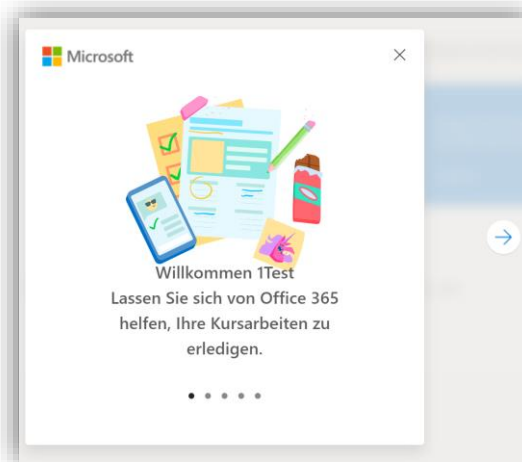 Microsoft
Willkommen 1Test
Lassen Sie sich von Office 365
helfen, Ihre Kursarbeiten zu
erledigen.